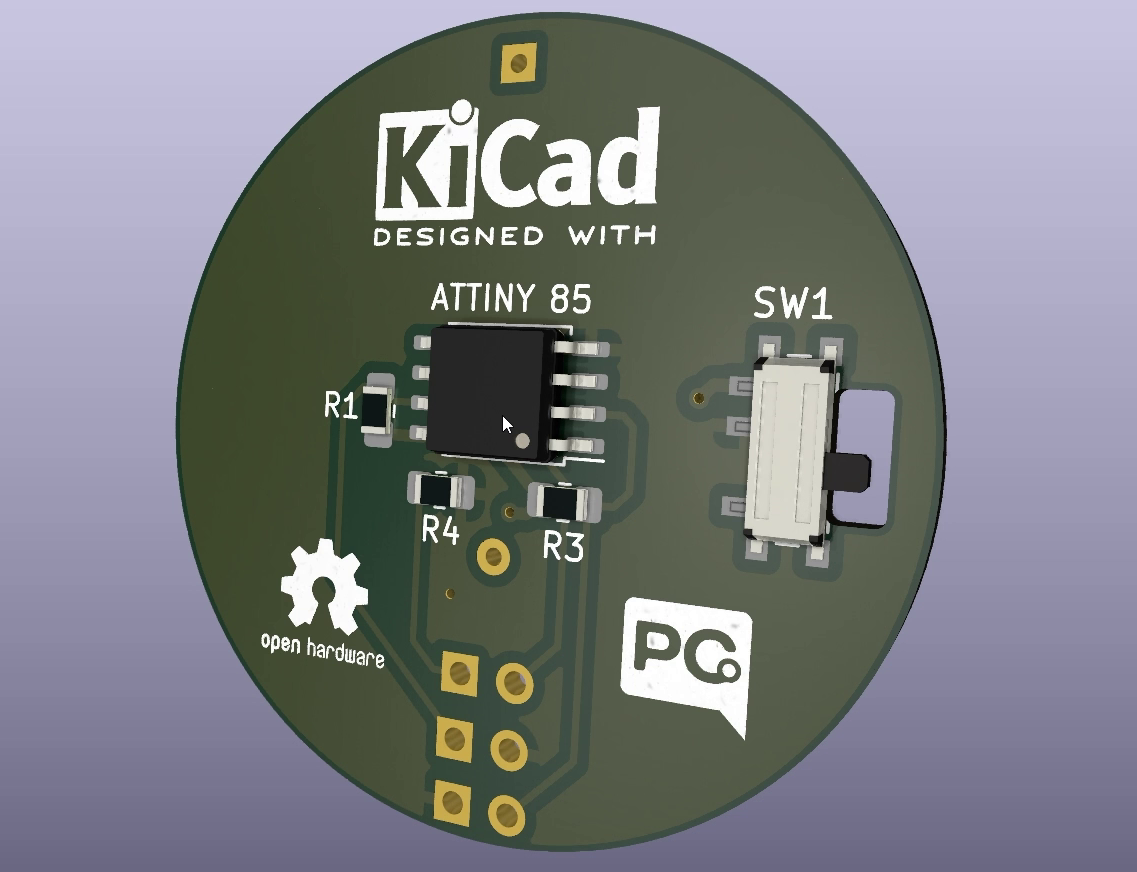 KiCad
DESIGNED WITH
ATTINY 85
SW1
R1
R4
R3
open hardware
PC